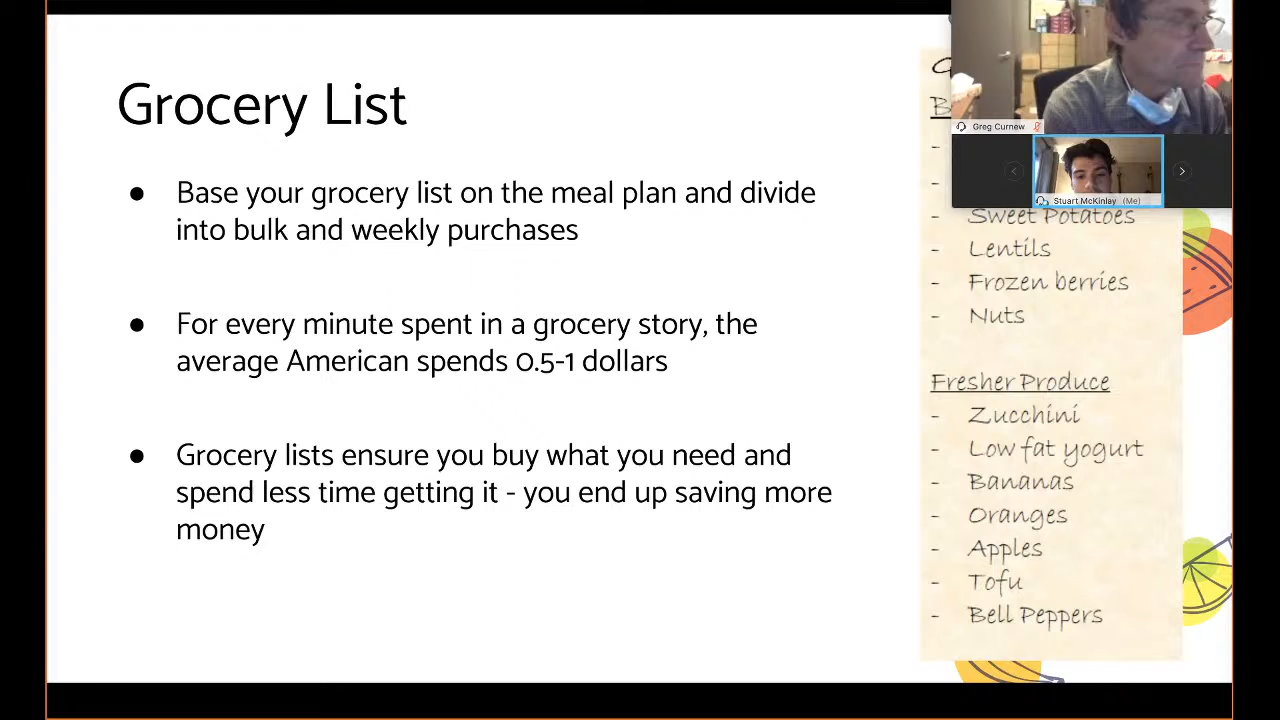 Grocery List
● Base your grocery list on the meal plan and divide
into bulk and weekly purchases
● For every minute spent in a grocery story, the
average American spends 0.5-1 dollars
● Grocery lists ensure you buy what you need and
spend less time getting it - you end up saving more
money
Greg Curnew
Stuart McKinlay (Me)
- Sweet Potatoes
- Lentils
- Frozen berries
- Nuts
Fresher Produce
- Zucchini
- Low fat yogurt
- Bananas
- Oranges
- Apples
- Tofu
- Bell Peppers